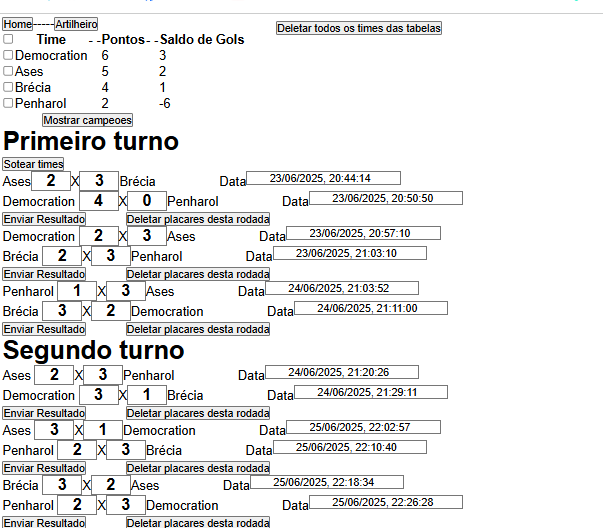 Home-----Artilheiro
Deletar todos os times das tabelas
Time - -Pontos- -Saldo de Gols
Democration 6 3
Ases 5 2
Brécia 4 1
Penharol 2 -6
Mostrar campeoes
Primeiro turno
Sotear times
Ases 2 X 3 Brécia Data 23/06/2025, 20:44:14
Democration 4 X 0 Penharol Data 23/06/2025, 20:50:50
Enviar Resultado Deletar placares desta rodada
Democration 2 X 3 Ases Data 23/06/2025, 20:57:10
Brécia 2 X 3 Penharol Data 23/06/2025, 21:03:10
Enviar Resultado Deletar placares desta rodada
Penharol 1 X 3 Ases Data 24/06/2025, 21:03:52
Brécia 3 X 2 Democration Data 24/06/2025, 21:11:00
Enviar Resultado Deletar placares desta rodada
Segundo turno
Ases 2 X 3 Penharol Data 24/06/2025, 21:20:26
Democration 3 X 1 Brécia Data 24/06/2025, 21:29:11
Enviar Resultado Deletar placares desta rodada
Ases 3 X 1 Democration Data 25/06/2025, 22:02:57
Penharol 2 X 3 Brécia Data 25/06/2025, 22:10:40
Enviar Resultado Deletar placares desta rodada
Brécia 3 X 2 Ases Data 25/06/2025, 22:18:34
Penharol 2 X 3 Democration Data 25/06/2025, 22:26:28
Enviar Resultado Deletar placares desta rodada